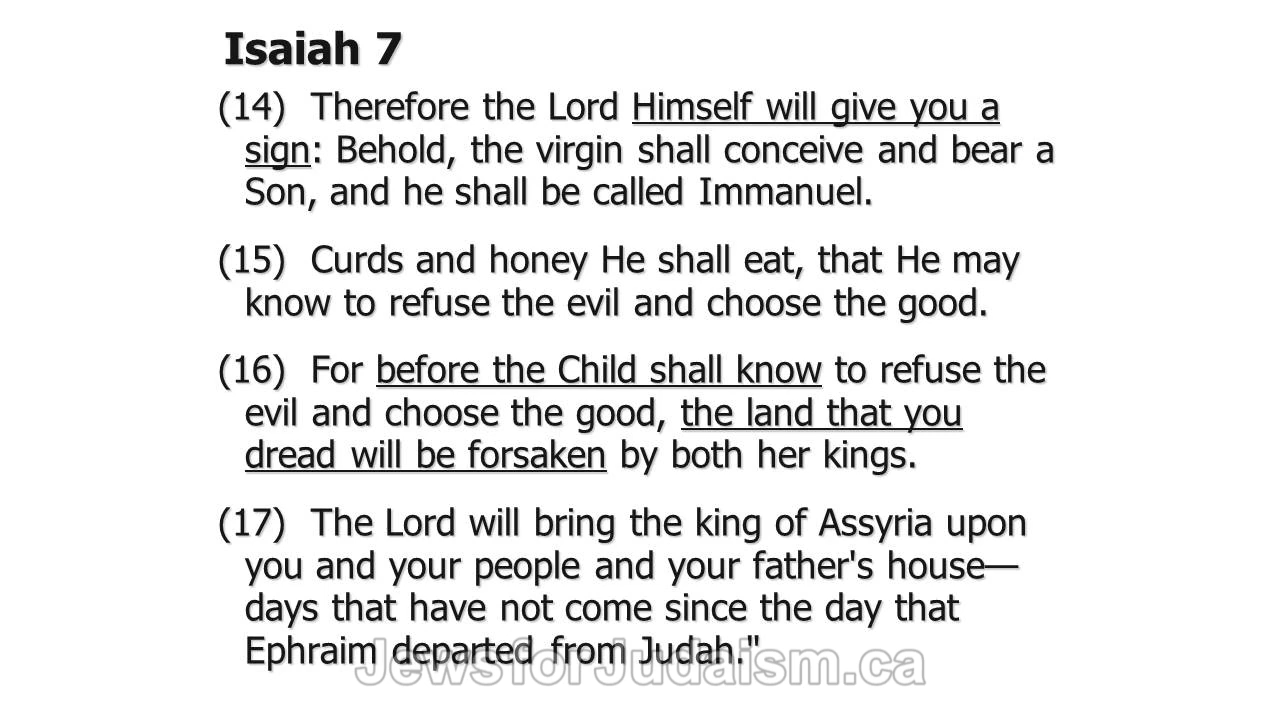 Isaiah 7
(14) Therefore the Lord Himself will give you a
sign: Behold, the virgin shall conceive and bear a
Son, and he shall be called Immanuel.
(15) Curds and honey He shall eat, that He may
know to refuse the evil and choose the good.
(16) For before the Child shall know to refuse the
evil and choose the good, the land that you
dread will be forsaken by both her kings.
(17) The Lord will bring the king of Assyria upon
you and your people and your father's house—
days that have not come since the day that
Ephraim departed from Judah."
JewsforJudaism.ca